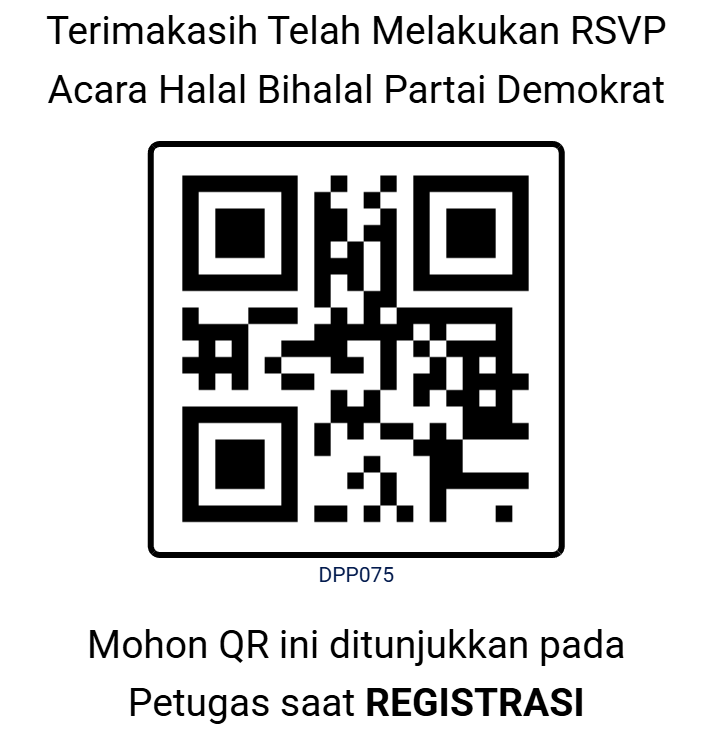 Terimakasih Telah Melakukan RSVP
Acara Halal Bihalal Partai Demokrat
DPP075
Mohon QR ini ditunjukkan pada
Petugas saat REGISTRASI